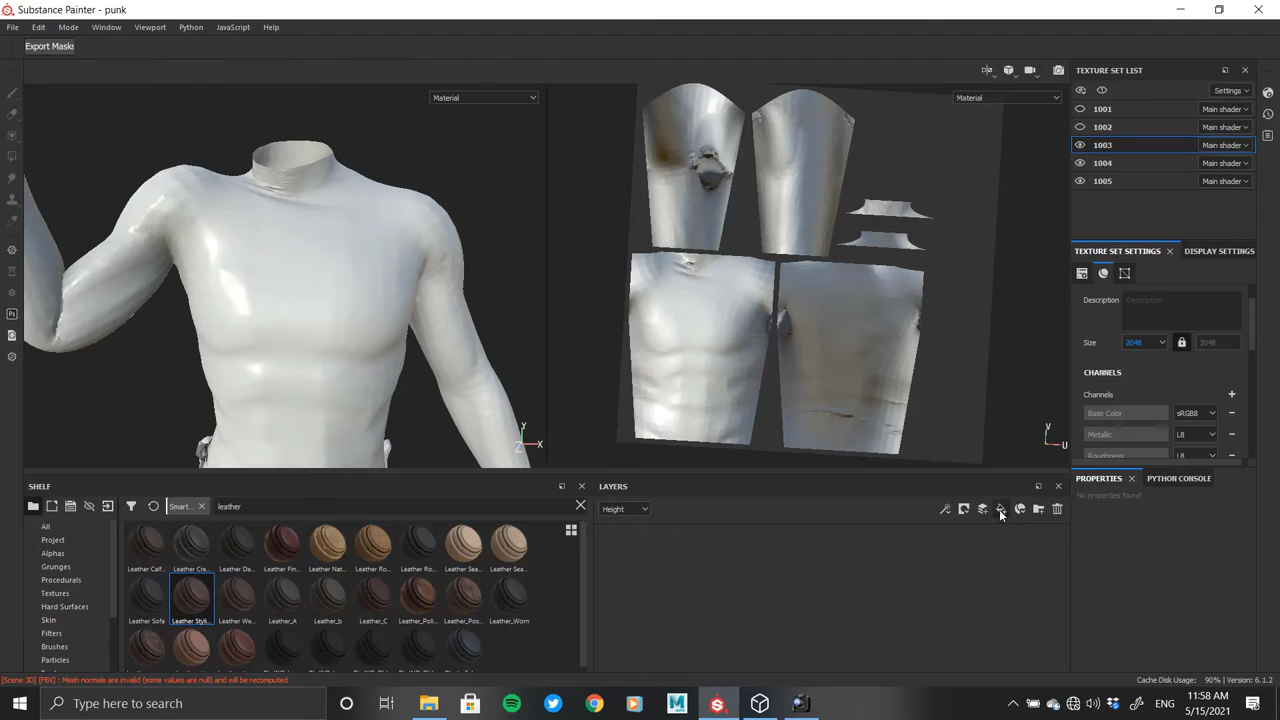 Substance Painter - punk
File Edit Mode Window Viewport Python JavaScript Help
Export Masks
Material
Material
TEXTURE SET LIST
Settings
1001 Main shader
1002 Main shader
1003 Main shader
1004 Main shader
1005 Main shader
TEXTURE SET SETTINGS DISPLAY SETTINGS
Description Description
Size 2048 2048
CHANNELS
Channels
Base Color sRGB8
Metallic L8
Roughness L8
PROPERTIES PYTHON CONSOLE
No properties found
SHELF
Smart... leather
All
Project
Alphas
Grunges
Procedurals
Textures
Hard Surfaces
Skin
Filters
Brushes
Particles
Leather Calf... Leather Cre... Leather Da... Leather Fin... Leather Nat... Leather Ro... Leather Ro... Leather Sea... Leather Sea...
Leather Sofa Leather Styli... Leather We... Leather_A Leather_b Leather_C Leather_Poli... Leather_Pos... Leather_Worn
LAYERS
Height
[Scene 3D] [FBX] : Mesh normals are invalid (some values are null) and will be recomputed
Cache Disk Usage: 90% | Version: 6.1.2
Type here to search
ENG
11:58 AM
5/15/2021